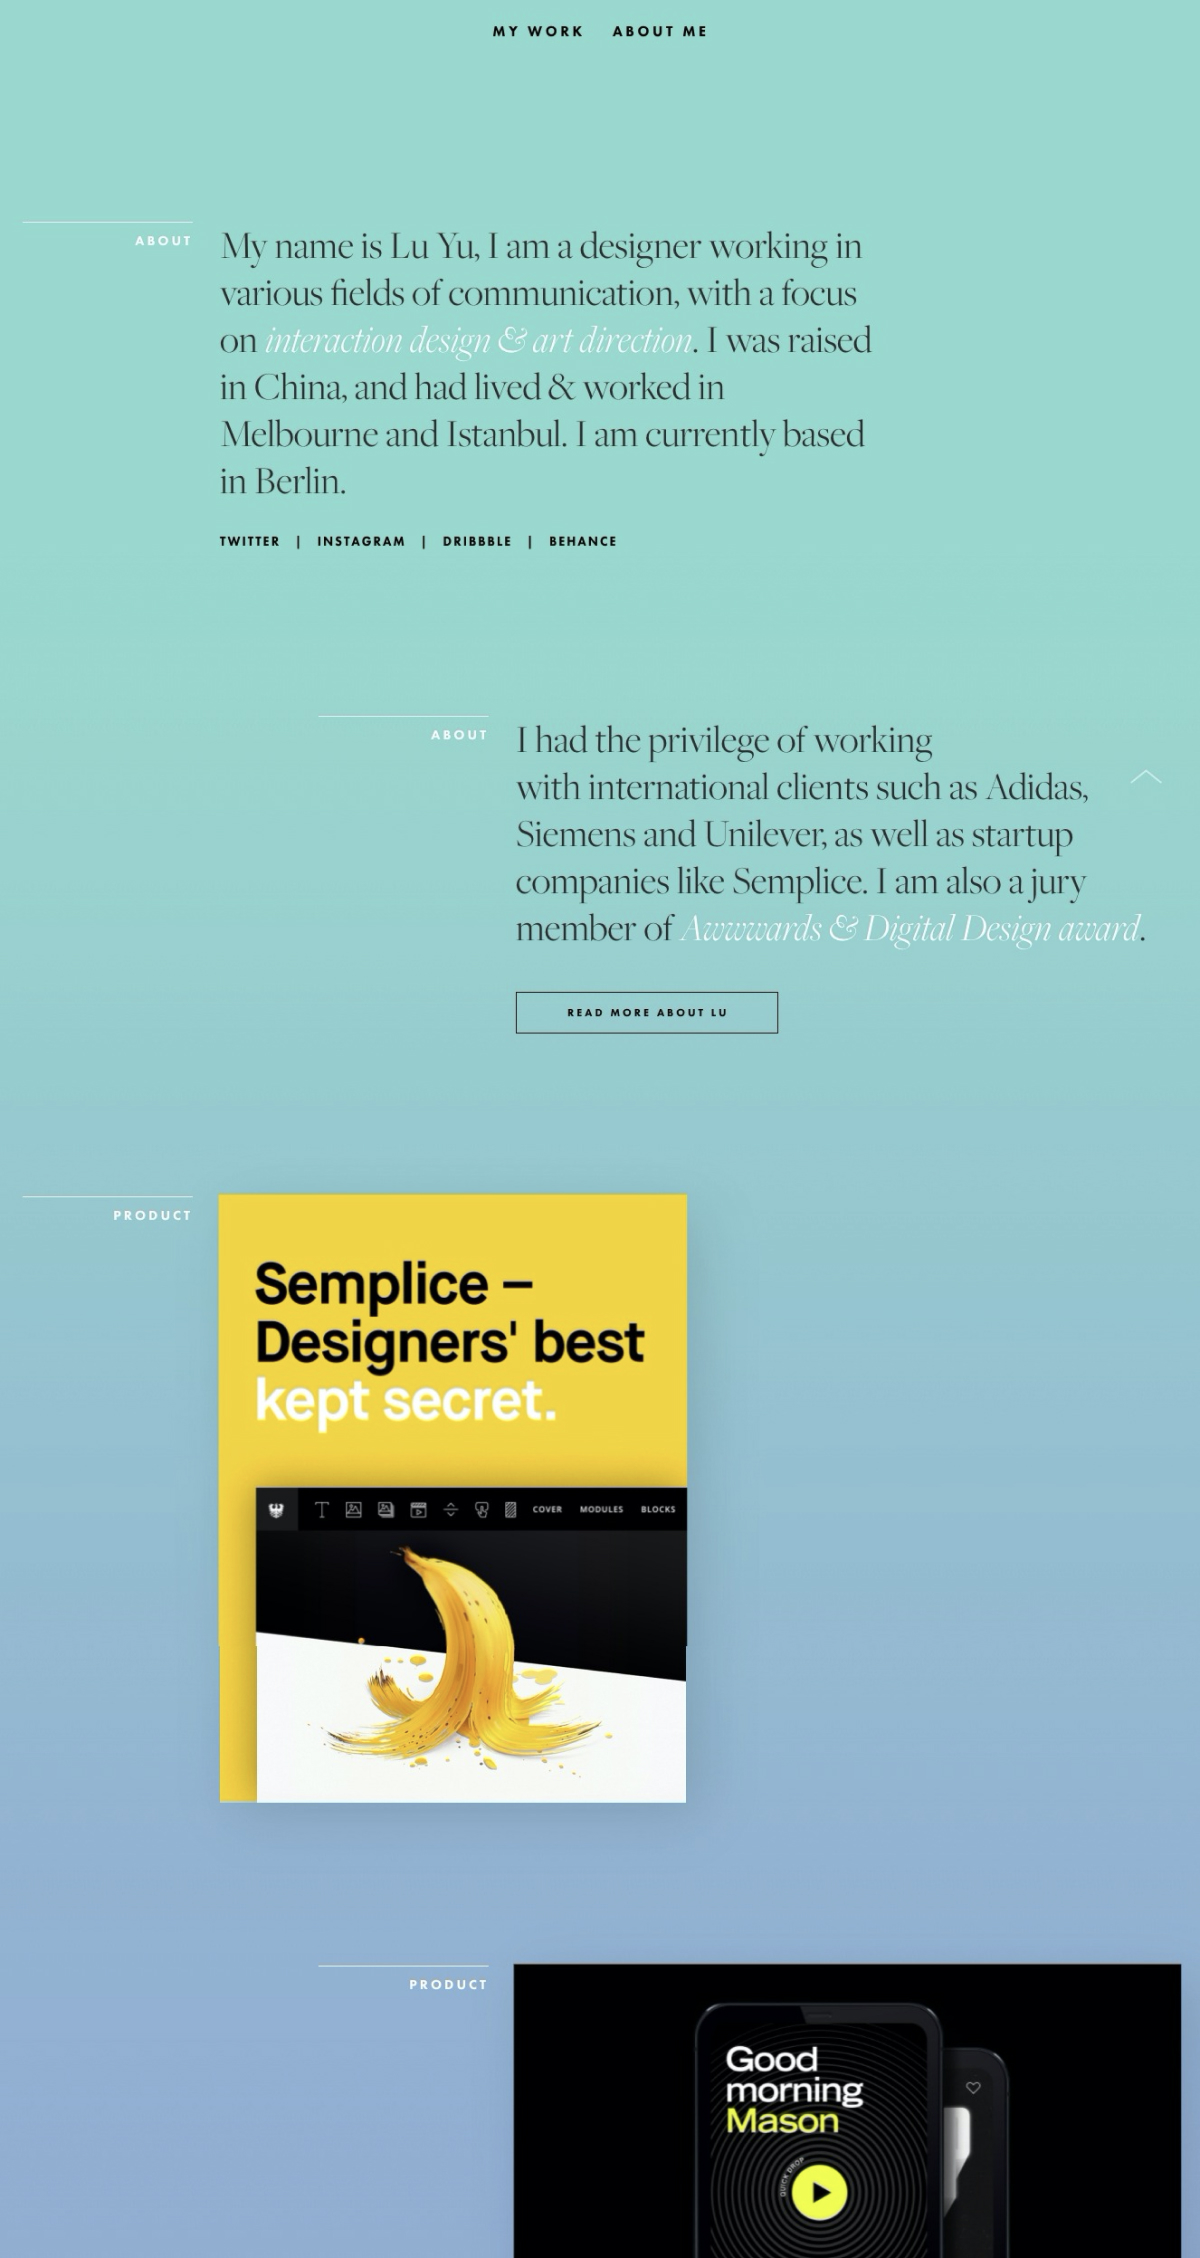 MY WORK ABOUT ME
ABOUT
My name is Lu Yu, I am a designer working in
various fields of communication, with a focus
on interaction design & art direction. I was raised
in China, and had lived & worked in
Melbourne and Istanbul. I am currently based
in Berlin.
TWITTER | INSTAGRAM | DRIBBBLE | BEHANCE
ABOUT
I had the privilege of working
with international clients such as Adidas,
Siemens and Unilever, as well as startup
companies like Semplice. I am also a jury
member of Awwwards & Digital Design award.
READ MORE ABOUT LU
PRODUCT
Semplice –
Designers' best
kept secret.
T COVER MODULES BLOCKS
PRODUCT
Good
morning
Mason
QUICK DROP